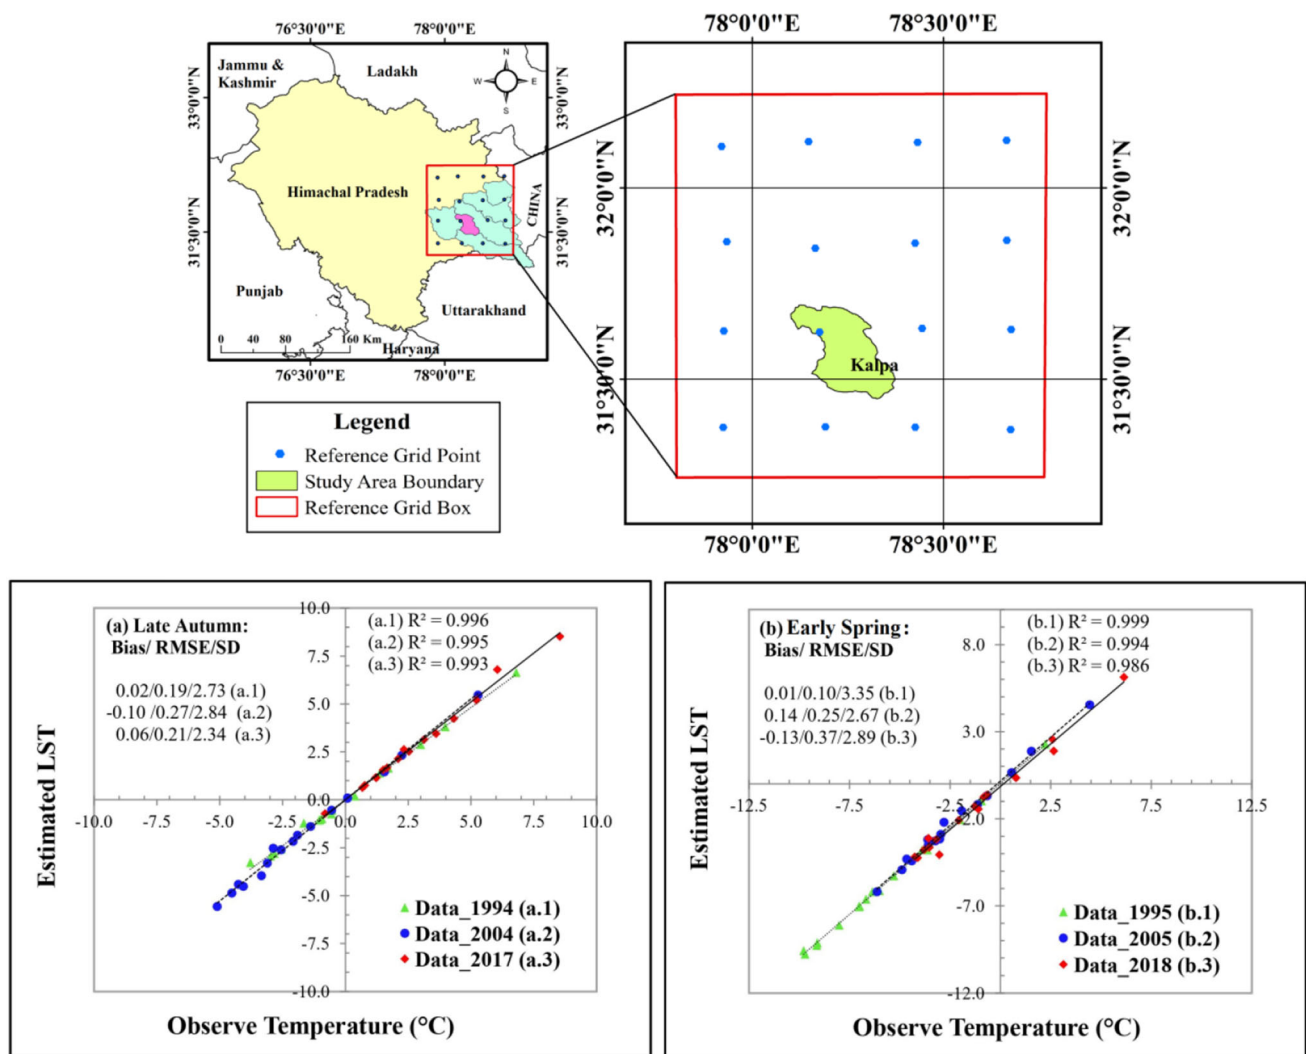 76°30'0"E 78°0'0"E
78°0'0"E 78°30'0"E
Jammu &
Kashmir
Ladakh
N
W E
S
33°0'0"N 33°0'0"N
Himachal Pradesh
CHINA
31°30'0"N 31°30'0"N
Punjab
Uttarakhand
0 40 80 160 Km
Haryana
76°30'0"E 78°0'0"E
32°0'0"N 32°0'0"N
Kalpa
31°30'0"N 31°30'0"N
78°0'0"E 78°30'0"E
Legend
Reference Grid Point
Study Area Boundary
Reference Grid Box
(a) Late Autumn:
Bias/ RMSE/SD
0.02/0.19/2.73 (a.1)
-0.10 /0.27/2.84 (a.2)
0.06/0.21/2.34 (a.3)
(a.1) R² = 0.996
(a.2) R² = 0.995
(a.3) R² = 0.993
10.0
7.5
5.0
2.5
0.0
-2.5
-5.0
-7.5
-10.0
-10.0 -7.5 -5.0 -2.5 0.0 2.5 5.0 7.5 10.0
Estimated LST
Data_1994 (a.1)
Data_2004 (a.2)
Data_2017 (a.3)
Observe Temperature (°C)
(b) Early Spring:
Bias/ RMSE/SD
0.01/0.10/3.35 (b.1)
0.14 /0.25/2.67 (b.2)
-0.13/0.37/2.89 (b.3)
(b.1) R² = 0.999
(b.2) R² = 0.994
(b.3) R² = 0.986
8.0
3.0
-2.0
-7.0
-12.0
-12.5 -7.5 -2.5 2.5 7.5 12.5
Estimated LST
Data_1995 (b.1)
Data_2005 (b.2)
Data_2018 (b.3)
Observe Temperature (°C)